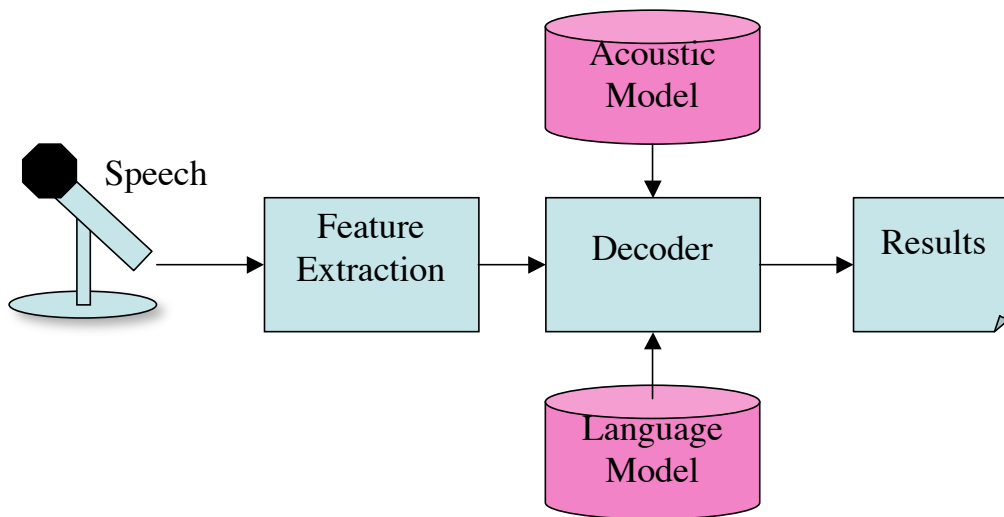 Acoustic
Model
Speech
Feature
Extraction
Decoder
Results
Language
Model